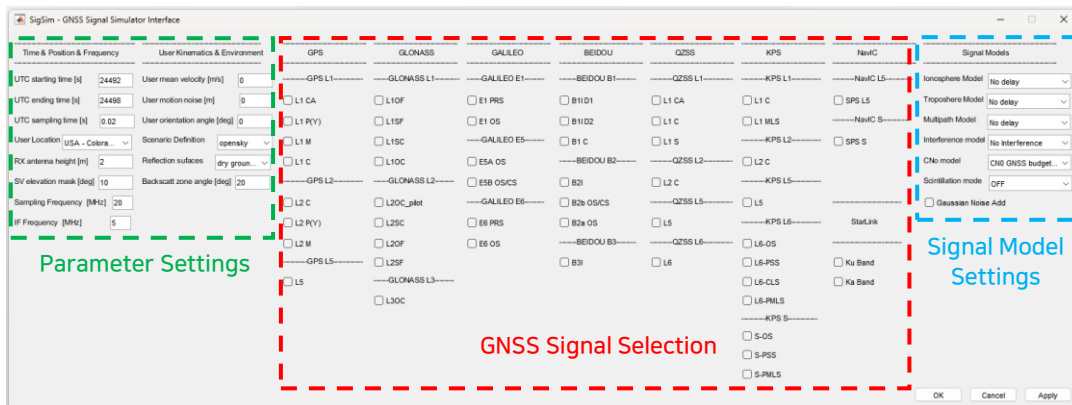 SigSim - GNSS Signal Simulator Interface
Time & Position & Frequency
UTC starting time [s] 24492
UTC ending time [s] 24498
UTC sampling time [s] 0.02
User Location USA - Colora...
RX antenna height [m] 2
SV elevation mask [deg] 10
Sampling Frequency [MHz] 20
IF Frequency [MHz] 5
User Kinematics & Environment
User mean velocity [m/s] 0
User motion noise [m] 0
User orientation angle [deg] 0
Scenario Definition opensky
Reflection sufaces dry groun...
Backscatt zone angle [deg] 20
Parameter Settings
GPS
GPS L1
L1 CA
L1 P(Y)
L1 M
L1 C
GPS L2
L2 C
L2 P(Y)
L2 M
GPS L5
L5
GLONASS
GLONASS L1
L1OF
L1SF
L1SC
L1OC
GLONASS L2
L2OC_pilot
L2SC
L2OF
L2SF
GLONASS L3
L3OC
GALILEO
GALILEO E1
E1 PRS
E1 OS
GALILEO E5
E5A OS
E5B OS/CS
GALILEO E6
E6 PRS
E6 OS
BEIDOU
BEIDOU B1
B1I D1
B1I D2
B1 C
BEIDOU B2
B2I
B2b OS/CS
B2a OS
BEIDOU B3
B3I
QZSS
QZSS L1
L1 CA
L1 C
L1 S
QZSS L2
L2 C
QZSS L5
L5
QZSS L6
L6
KPS
KPS L1
L1 C
L1 MLS
KPS L2
L2 C
KPS L5
L5
KPS L6
L6-OS
L6-PSS
L6-CLS
L6-PMLS
KPS S
S-OS
S-PSS
S-PMLS
NavIC
NavIC L5
SPS L5
NavIC S
SPS S
StarLink
Ku Band
Ka Band
GNSS Signal Selection
Signal Models
Ionosphere Model No delay
Troposhere Model No delay
Multipath Model No delay
Interference model No Interference
CNo model CN0 GNSS budget...
Scintillation mode OFF
Gaussian Noise Add
Signal Model
Settings
OK Cancel Apply